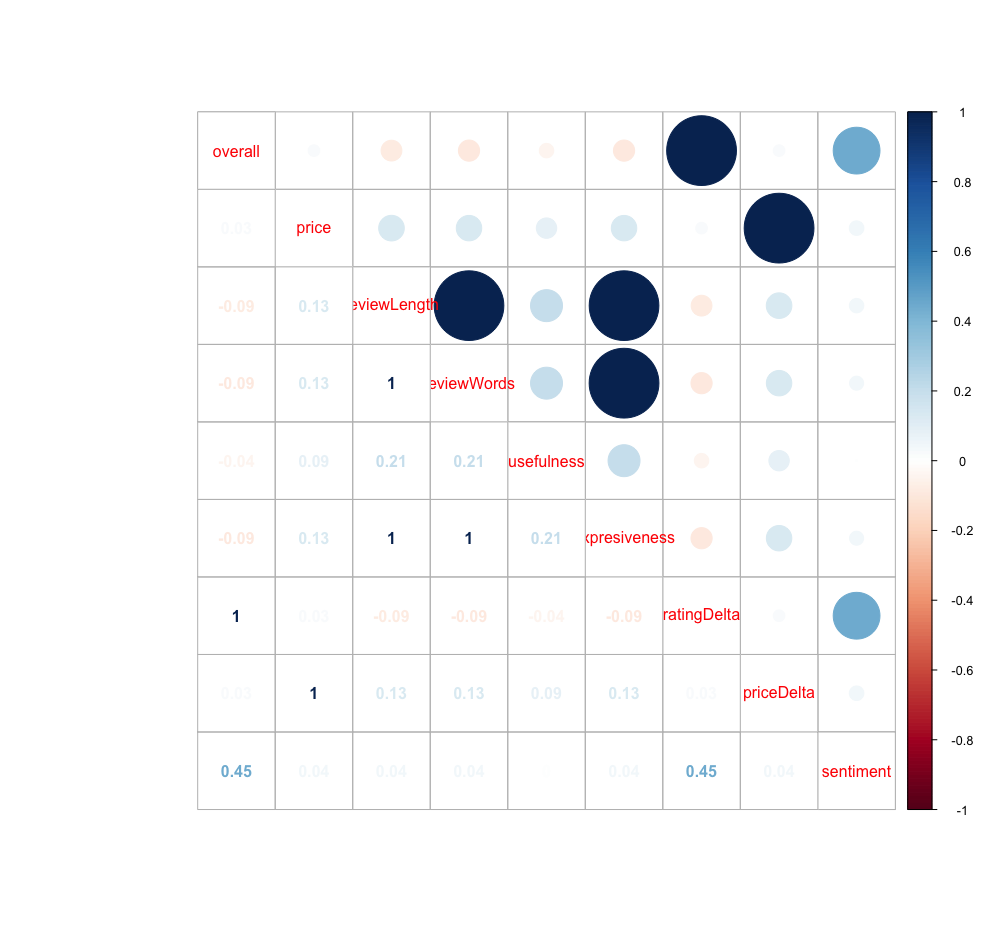 overall
0.03 price
-0.09 0.13 eviewLength
-0.09 0.13 1 eviewWords
-0.04 0.09 0.21 0.21 usefulness
-0.09 0.13 1 1 0.21 xpresiveness
1 0.03 -0.09 -0.09 -0.04 -0.09 ratingDelta
0.03 1 0.13 0.13 0.09 0.13 0.03 priceDelta
0.45 0.04 0.04 0.04 0.04 0.45 0.04 sentiment
1
0.8
0.6
0.4
0.2
0
-0.2
-0.4
-0.6
-0.8
-1